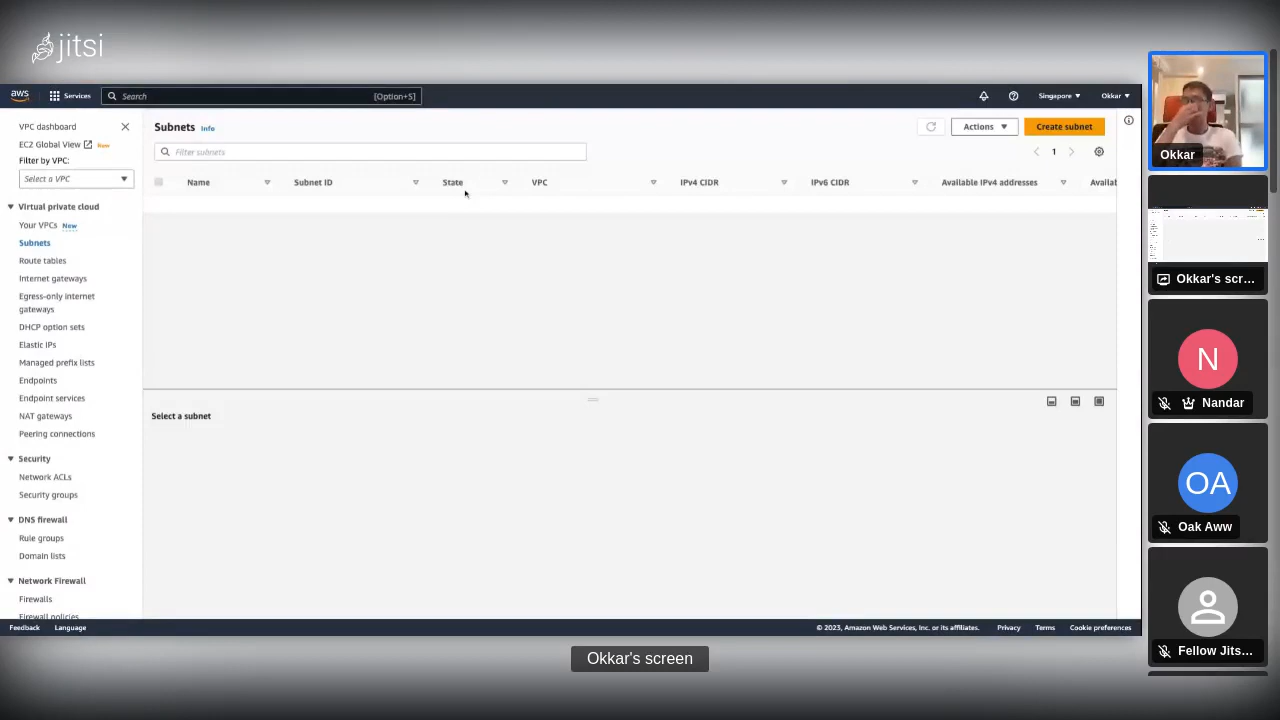 jitsi
aws
Services
Search
[Option+S]
Singapore
Okkar
VPC dashboard
EC2 Global View
New
Filter by VPC:
Select a VPC
Virtual private cloud
Your VPCs New
Subnets
Route tables
Internet gateways
Egress-only internet
gateways
DHCP option sets
Elastic IPs
Managed prefix lists
Endpoints
Endpoint services
NAT gateways
Peering connections
Security
Network ACLs
Security groups
DNS firewall
Rule groups
Domain lists
Network Firewall
Firewalls
Firewall policies
Subnets Info
Actions
Create subnet
Filter subnets
1
Name
Subnet ID
State
VPC
IPv4 CIDR
IPv6 CIDR
Available IPv4 addresses
Availat
Select a subnet
Feedback
Language
© 2023, Amazon Web Services, Inc. or its affiliates.
Privacy
Terms
Cookie preferences
Okkar's screen
Okkar
Okkar's scr...
N
Nandar
OA
Oak Aww
Fellow Jits...